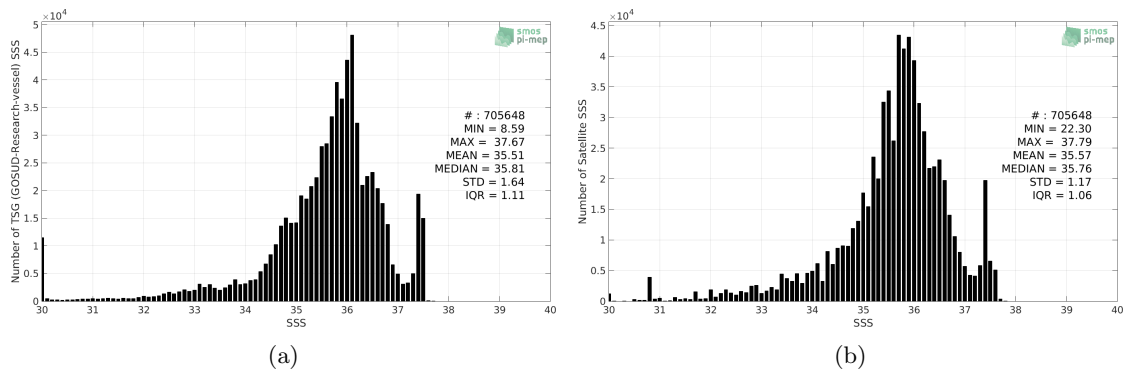 ×10⁴
5
4.5
4
3.5
3
2.5
2
1.5
1
0.5
0
30 31 32 33 34 35 36 37 38 39 40
SSS
Number of TSG (GOSUD-Research-vessel) SSS
smos
pi-mep
# : 705648
MIN = 8.59
MAX = 37.67
MEAN = 35.51
MEDIAN = 35.81
STD = 1.64
IQR = 1.11
(a)
×10⁴
4.5
4
3.5
3
2.5
2
1.5
1
0.5
0
30 31 32 33 34 35 36 37 38 39 40
SSS
Number of Satellite SSS
smos
pi-mep
# : 705648
MIN = 22.30
MAX = 37.79
MEAN = 35.57
MEDIAN = 35.76
STD = 1.17
IQR = 1.06
(b)